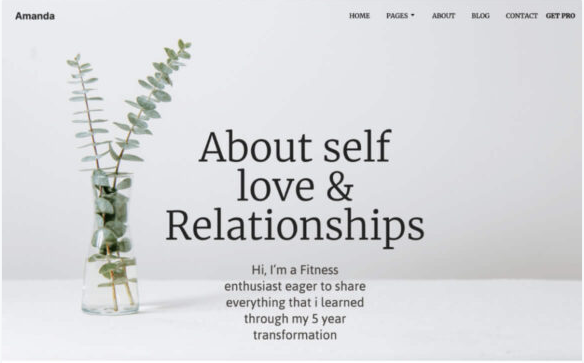 Amanda
HOME PAGES ABOUT BLOG CONTACT GET PRO
About self
love &
Relationships
Hi, I'm a Fitness
enthusiast eager to share
everything that i learned
through my 5 year
transformation